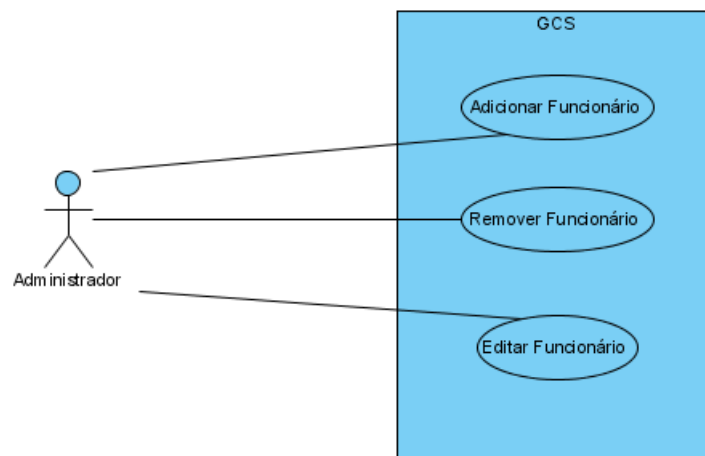 GCS
Adicionar Funcionário
Remover Funcionário
Administrador
Editar Funcionário